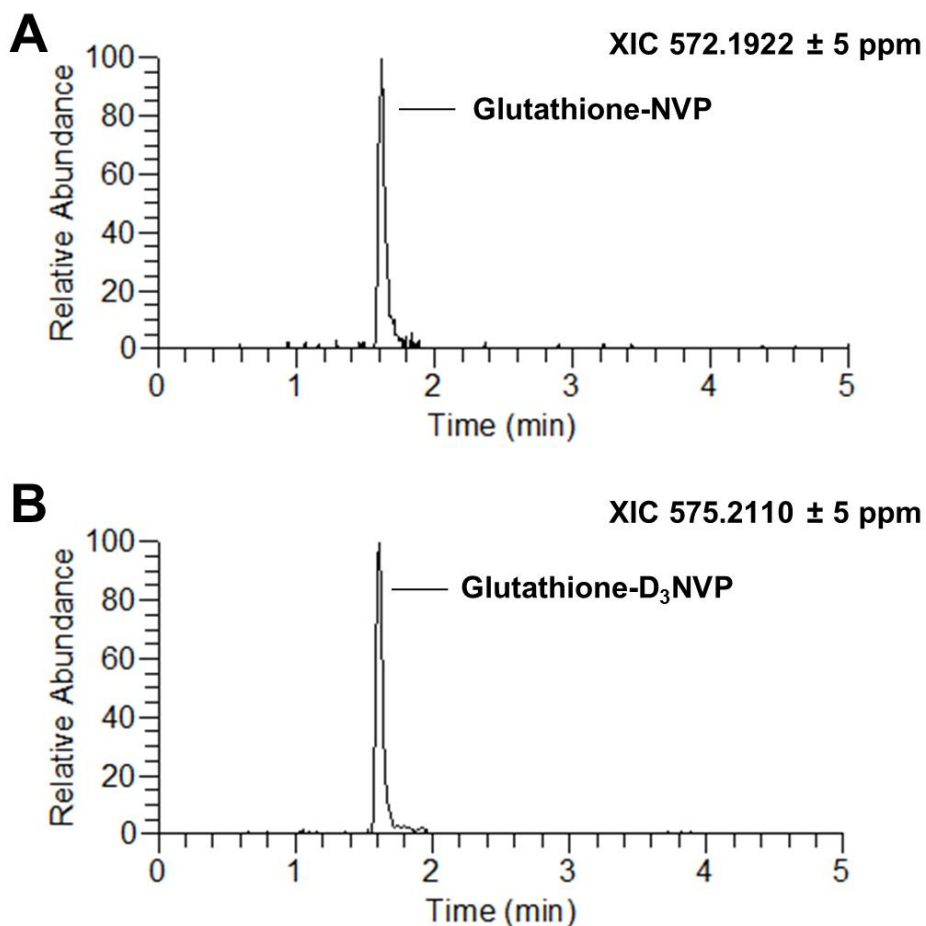 A
XIC 572.1922 ± 5 ppm
Glutathione-NVP
Relative Abundance
100
80
60
40
20
0
0 1 2 3 4 5
Time (min)
B
XIC 575.2110 ± 5 ppm
Glutathione-D₃NVP
Relative Abundance
100
80
60
40
20
0
0 1 2 3 4 5
Time (min)